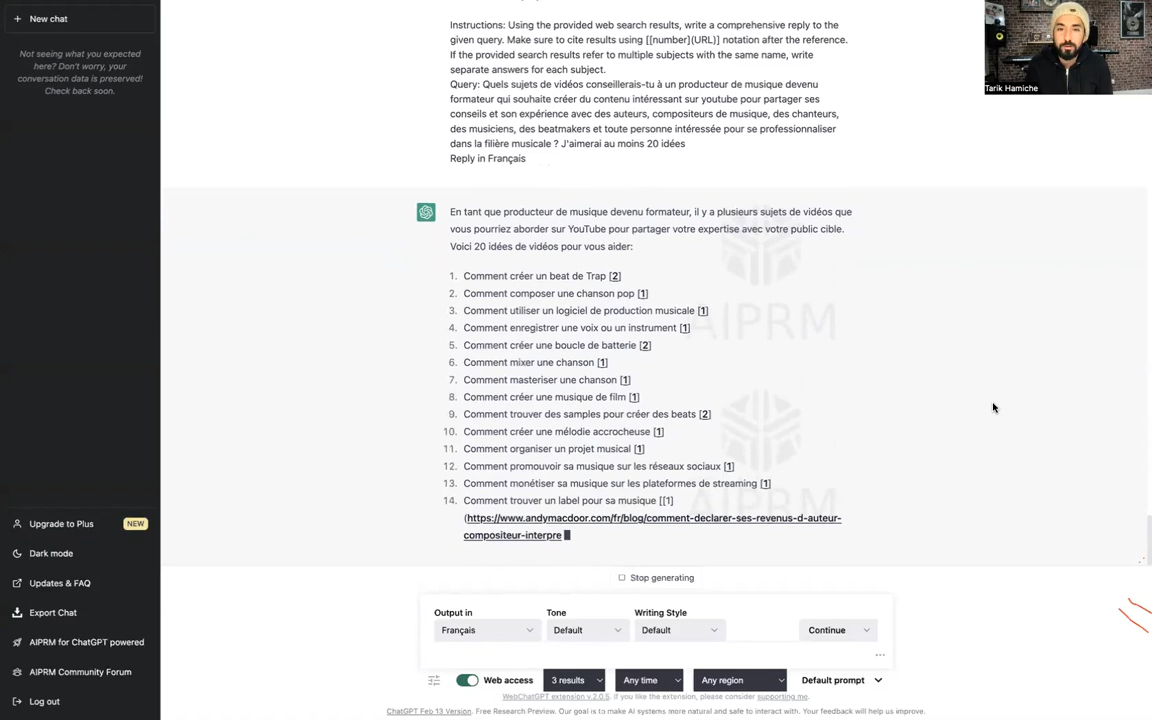 New chat
Not seeing what you expected
here? Don't worry, your
conversation data is preserved!
Check back soon.
Upgrade to Plus NEW
Dark mode
Updates & FAQ
Export Chat
AIPRM for ChatGPT powered
AIPRM Community Forum
Log out
Instructions: Using the provided web search results, write a comprehensive reply to the
given query. Make sure to cite results using [[number](URL)] notation after the reference.
If the provided search results refer to multiple subjects with the same name, write
separate answers for each subject.
Query: Quels sujets de vidéos conseillerais-tu à un producteur de musique devenu
formateur qui souhaite créer du contenu intéressant sur youtube pour partager ses
conseils et son expérience avec des auteurs, compositeurs de musique, des chanteurs,
des musiciens, des beatmakers et toute personne intéressée pour se professionnaliser
dans la filière musicale ? J'aimerai au moins 20 idées
Reply in Français
En tant que producteur de musique devenu formateur, il y a plusieurs sujets de vidéos que
vous pourriez aborder sur YouTube pour partager votre expertise avec votre public cible.
Voici 20 idées de vidéos pour vous aider:
1. Comment créer un beat de Trap [2]
2. Comment composer une chanson pop [1]
3. Comment utiliser un logiciel de production musicale [1]
4. Comment enregistrer une voix ou un instrument [1]
5. Comment créer une boucle de batterie [2]
6. Comment mixer une chanson [1]
7. Comment masteriser une chanson [1]
8. Comment créer une musique de film [1]
9. Comment trouver des samples pour créer des beats [2]
10. Comment créer une mélodie accrocheuse [1]
11. Comment organiser un projet musical [1]
12. Comment promouvoir sa musique sur les réseaux sociaux [1]
13. Comment monétiser sa musique sur les plateformes de streaming [1]
14. Comment trouver un label pour sa musique [[1]
(https://www.andymacdoor.com/fr/blog/comment-declarer-ses-revenus-d-auteur-
compositeur-interpre
AIPRM
AIPRM
Stop generating
Output in Tone Writing Style
Français Default Default Continue
Web access 3 results Any time Any region Default prompt
WebChatGPT extension v.2.0.5. If you like the extension, please consider supporting me.
ChatGPT Feb 13 Version. Free Research Preview. Our goal is to make AI systems more natural and safe to interact with. Your feedback will help us improve.
Tarik Hamiche